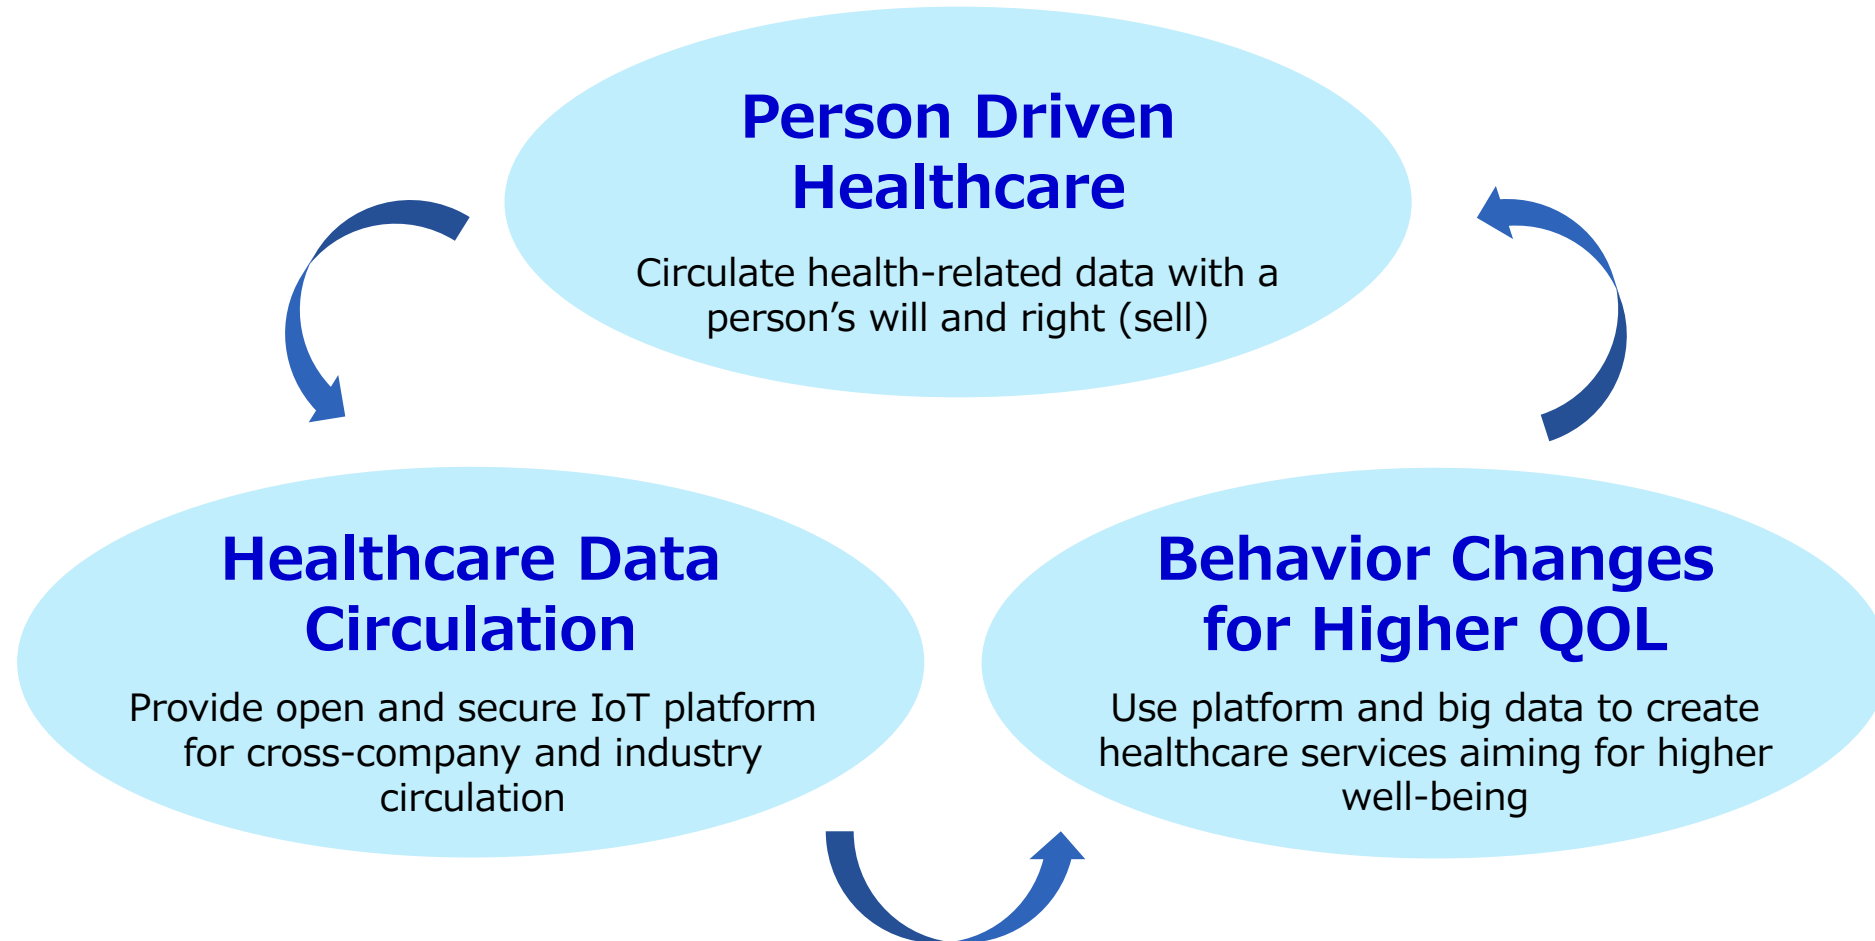 Person Driven
Healthcare
Circulate health-related data with a
person’s will and right (sell)
Healthcare Data
Circulation
Provide open and secure IoT platform
for cross-company and industry
circulation
Behavior Changes
for Higher QOL
Use platform and big data to create
healthcare services aiming for higher
well-being